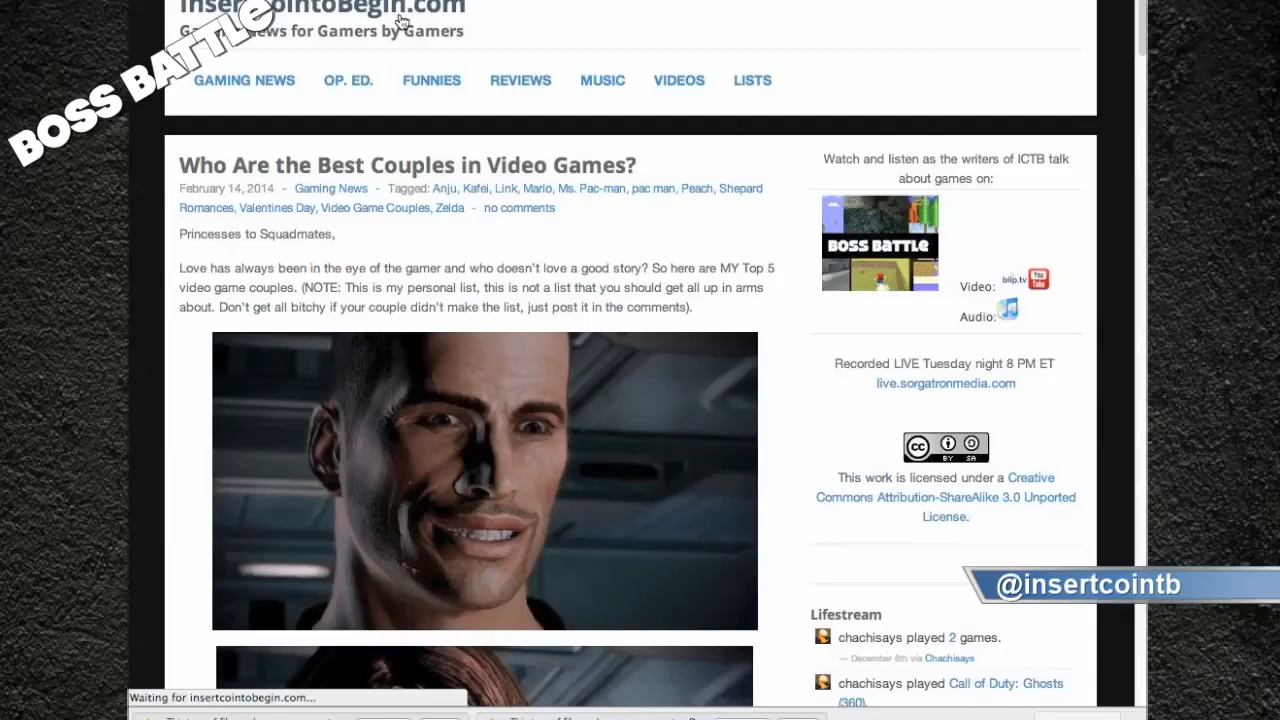 InsertCointoBegin.com
BOSS BATTLE
News for Gamers by Gamers
GAMING NEWS OP. ED. FUNNIES REVIEWS MUSIC VIDEOS LISTS
Who Are the Best Couples in Video Games?
February 14, 2014 - Gaming News - Tagged: Anju, Kafei, Link, Mario, Ms. Pac-man, pac man, Peach, Shepard
Romances, Valentines Day, Video Game Couples, Zelda - no comments
Princesses to Squadmates,
Love has always been in the eye of the gamer and who doesn't love a good story? So here are MY Top 5
video game couples. (NOTE: This is my personal list, this is not a list that you should get all up in arms
about. Don't get all bitchy if your couple didn't make the list, just post it in the comments).
Watch and listen as the writers of ICTB talk
about games on:
BOSS BATTLE
Video: blip.tv You Tube
Audio:
Recorded LIVE Tuesday night 8 PM ET
live.sorgatronmedia.com
cc BY SA
This work is licensed under a Creative
Commons Attribution-ShareAlike 3.0 Unported
License.
@insertcointb
Lifestream
chachisays played 2 games.
— December 8th via Chachisays
chachisays played Call of Duty: Ghosts
(360).
Waiting for insertcointobegin.com...